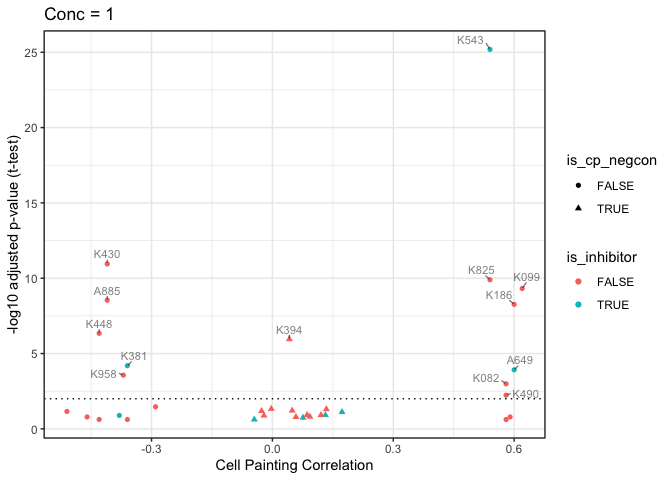 Conc = 1
-log10 adjusted p-value (t-test)
25
20
15
10
5
0
K543
K430
K825
K099
A885
K186
K448
K394
K381
A649
K958
K082
K490
-0.3
0.0
0.3
0.6
Cell Painting Correlation
is_cp_negcon
FALSE
TRUE
is_inhibitor
FALSE
TRUE